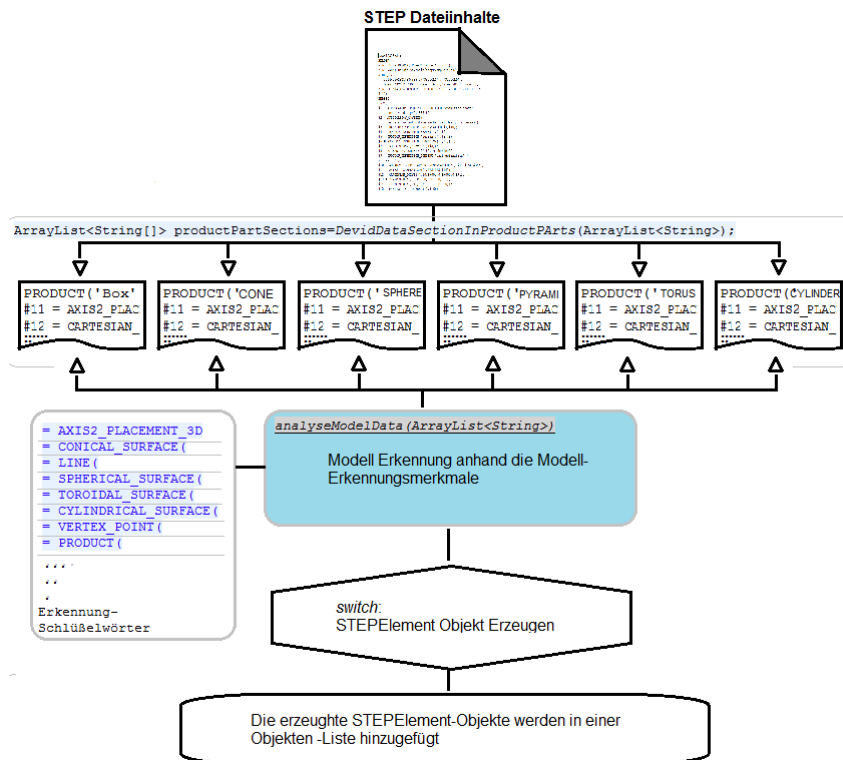 STEP Dateiinhalte
ArrayList<String[]> productPartSections=DevidDataSectionInProductPArts(ArrayList<String>);
PRODUCT('Box'
#11 = AXIS2_PLAC
#12 = CARTESIAN_
PRODUCT('CONE
#11 = AXIS2_PLAC
#12 = CARTESIAN_
PRODUCT('SPHERE
#11 = AXIS2_PLAC
#12 = CARTESIAN_
PRODUCT('PYRAMI
#11 = AXIS2_PLAC
#12 = CARTESIAN_
PRODUCT('TORUS
#11 = AXIS2_PLAC
#12 = CARTESIAN_
PRODUCT('CYLINDER
#11 = AXIS2_PLAC
#12 = CARTESIAN_
= AXIS2_PLACEMENT_3D
= CONICAL_SURFACE(
= LINE(
= SPHERICAL_SURFACE(
= TOROIDAL_SURFACE(
= CYLINDRICAL_SURFACE(
= VERTEX_POINT(
= PRODUCT(
Erkennung-
Schlüßelwörter
analyseModelData(ArrayList<String>)
Modell Erkennung anhand die Modell-
Erkennungsmerkmale
switch:
STEPElement Objekt Erzeugen
Die erzeughte STEPElement-Objekte werden in einer
Objekten -Liste hinzugefügt